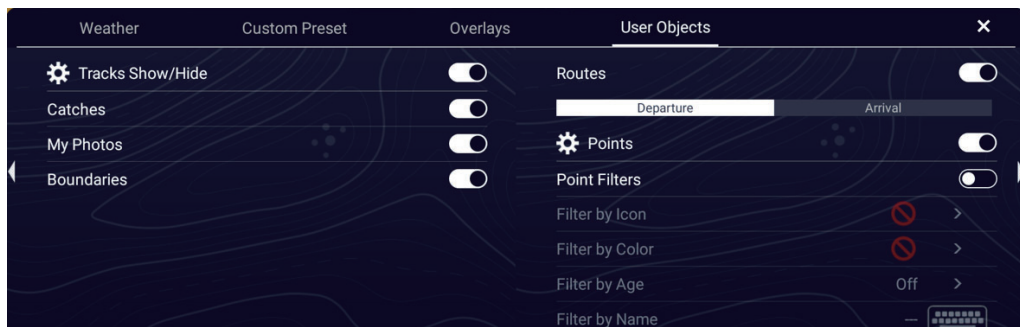 Weather Custom Preset Overlays User Objects
Tracks Show/Hide
Catches
My Photos
Boundaries
Routes
Departure Arrival
Points
Point Filters
Filter by Icon
Filter by Color
Filter by Age Off
Filter by Name ---